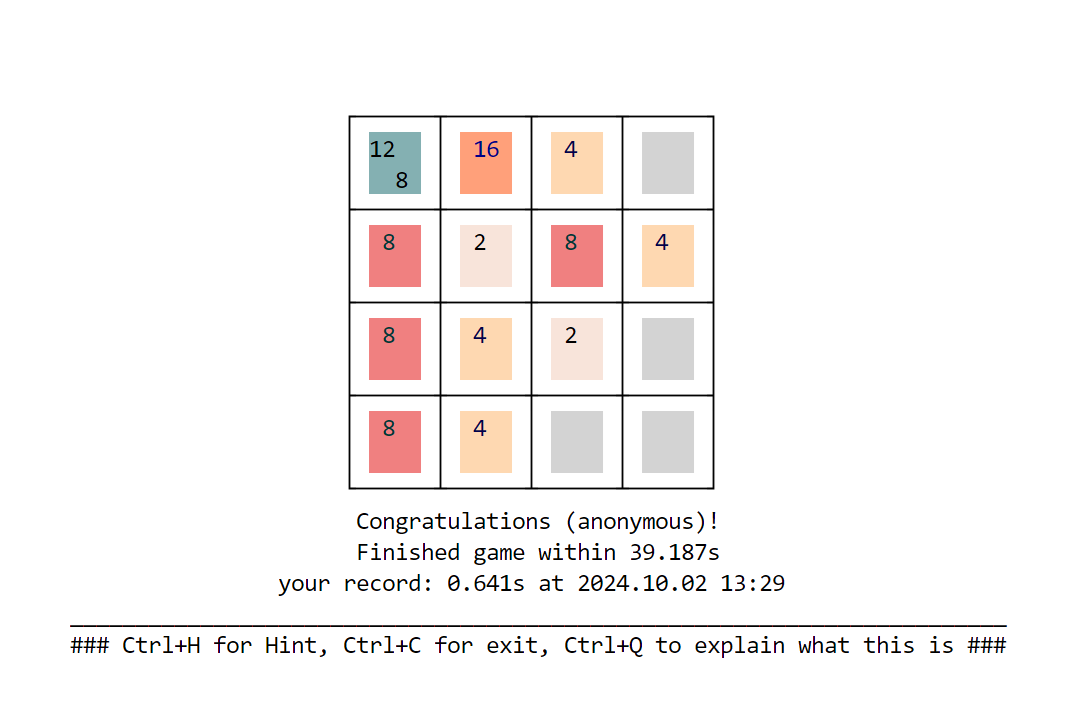 12 16 4
8
8 2 8 4
8 4 2
8 4
Congratulations (anonymous)!
Finished game within 39.187s
your record: 0.641s at 2024.10.02 13:29
________________________________________________________________________
### Ctrl+H for Hint, Ctrl+C for exit, Ctrl+Q to explain what this is ###